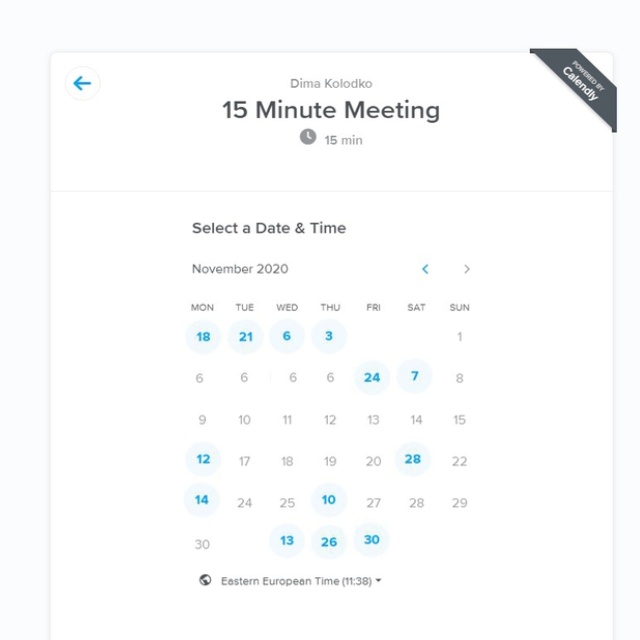 POWERED BY
Calendly
Dima Kolodko
15 Minute Meeting
15 min
Select a Date & Time
November 2020
MON TUE WED THU FRI SAT SUN
18 21 6 3 1
6 6 6 6 24 7 8
9 10 11 12 13 14 15
12 17 18 19 20 28 22
14 24 25 10 27 28 29
30 13 26 30
Eastern European Time (11:38)